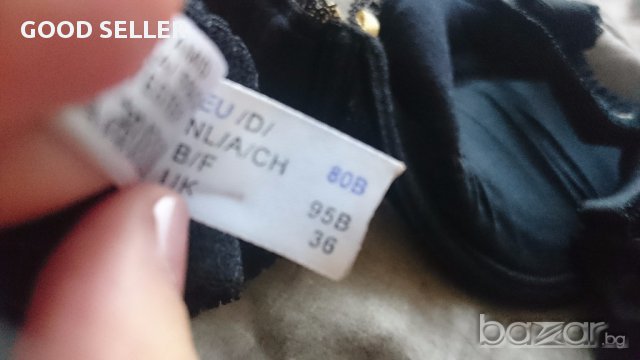 GOOD SELLER
EU /D/
NL/A/CH 80B
B/F 95B
UK 36
bazar.bg